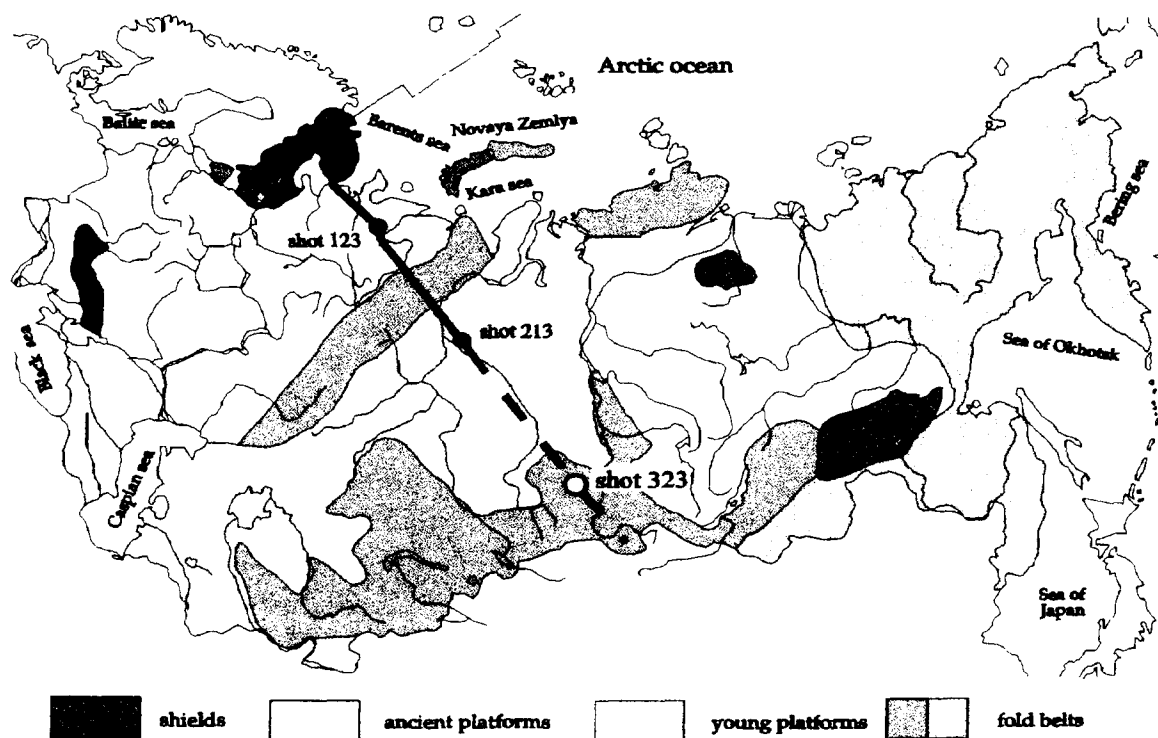 Arctic ocean
Baltic sea
Barents sea
Novaya Zemlya
Kara sea
Bering sea
shot 123
shot 213
Sea of Okhotsk
Black sea
Caspian sea
shot 323
Sea of
Japan
shields
ancient platforms
young platforms
fold belts